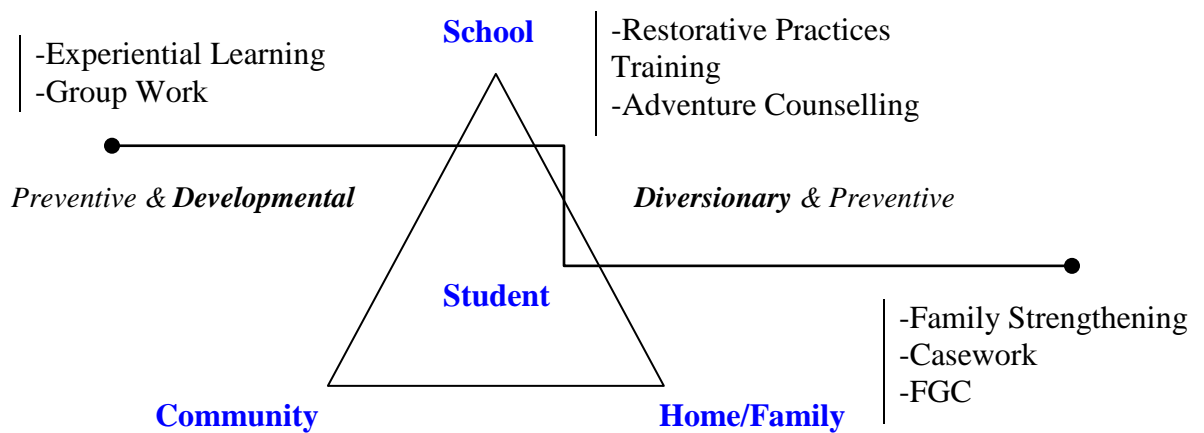 School
-Experiential Learning
-Group Work
-Restorative Practices
Training
-Adventure Counselling
Preventive & Developmental
Diversionary & Preventive
Student
-Family Strengthening
-Casework
-FGC
Community
Home/Family